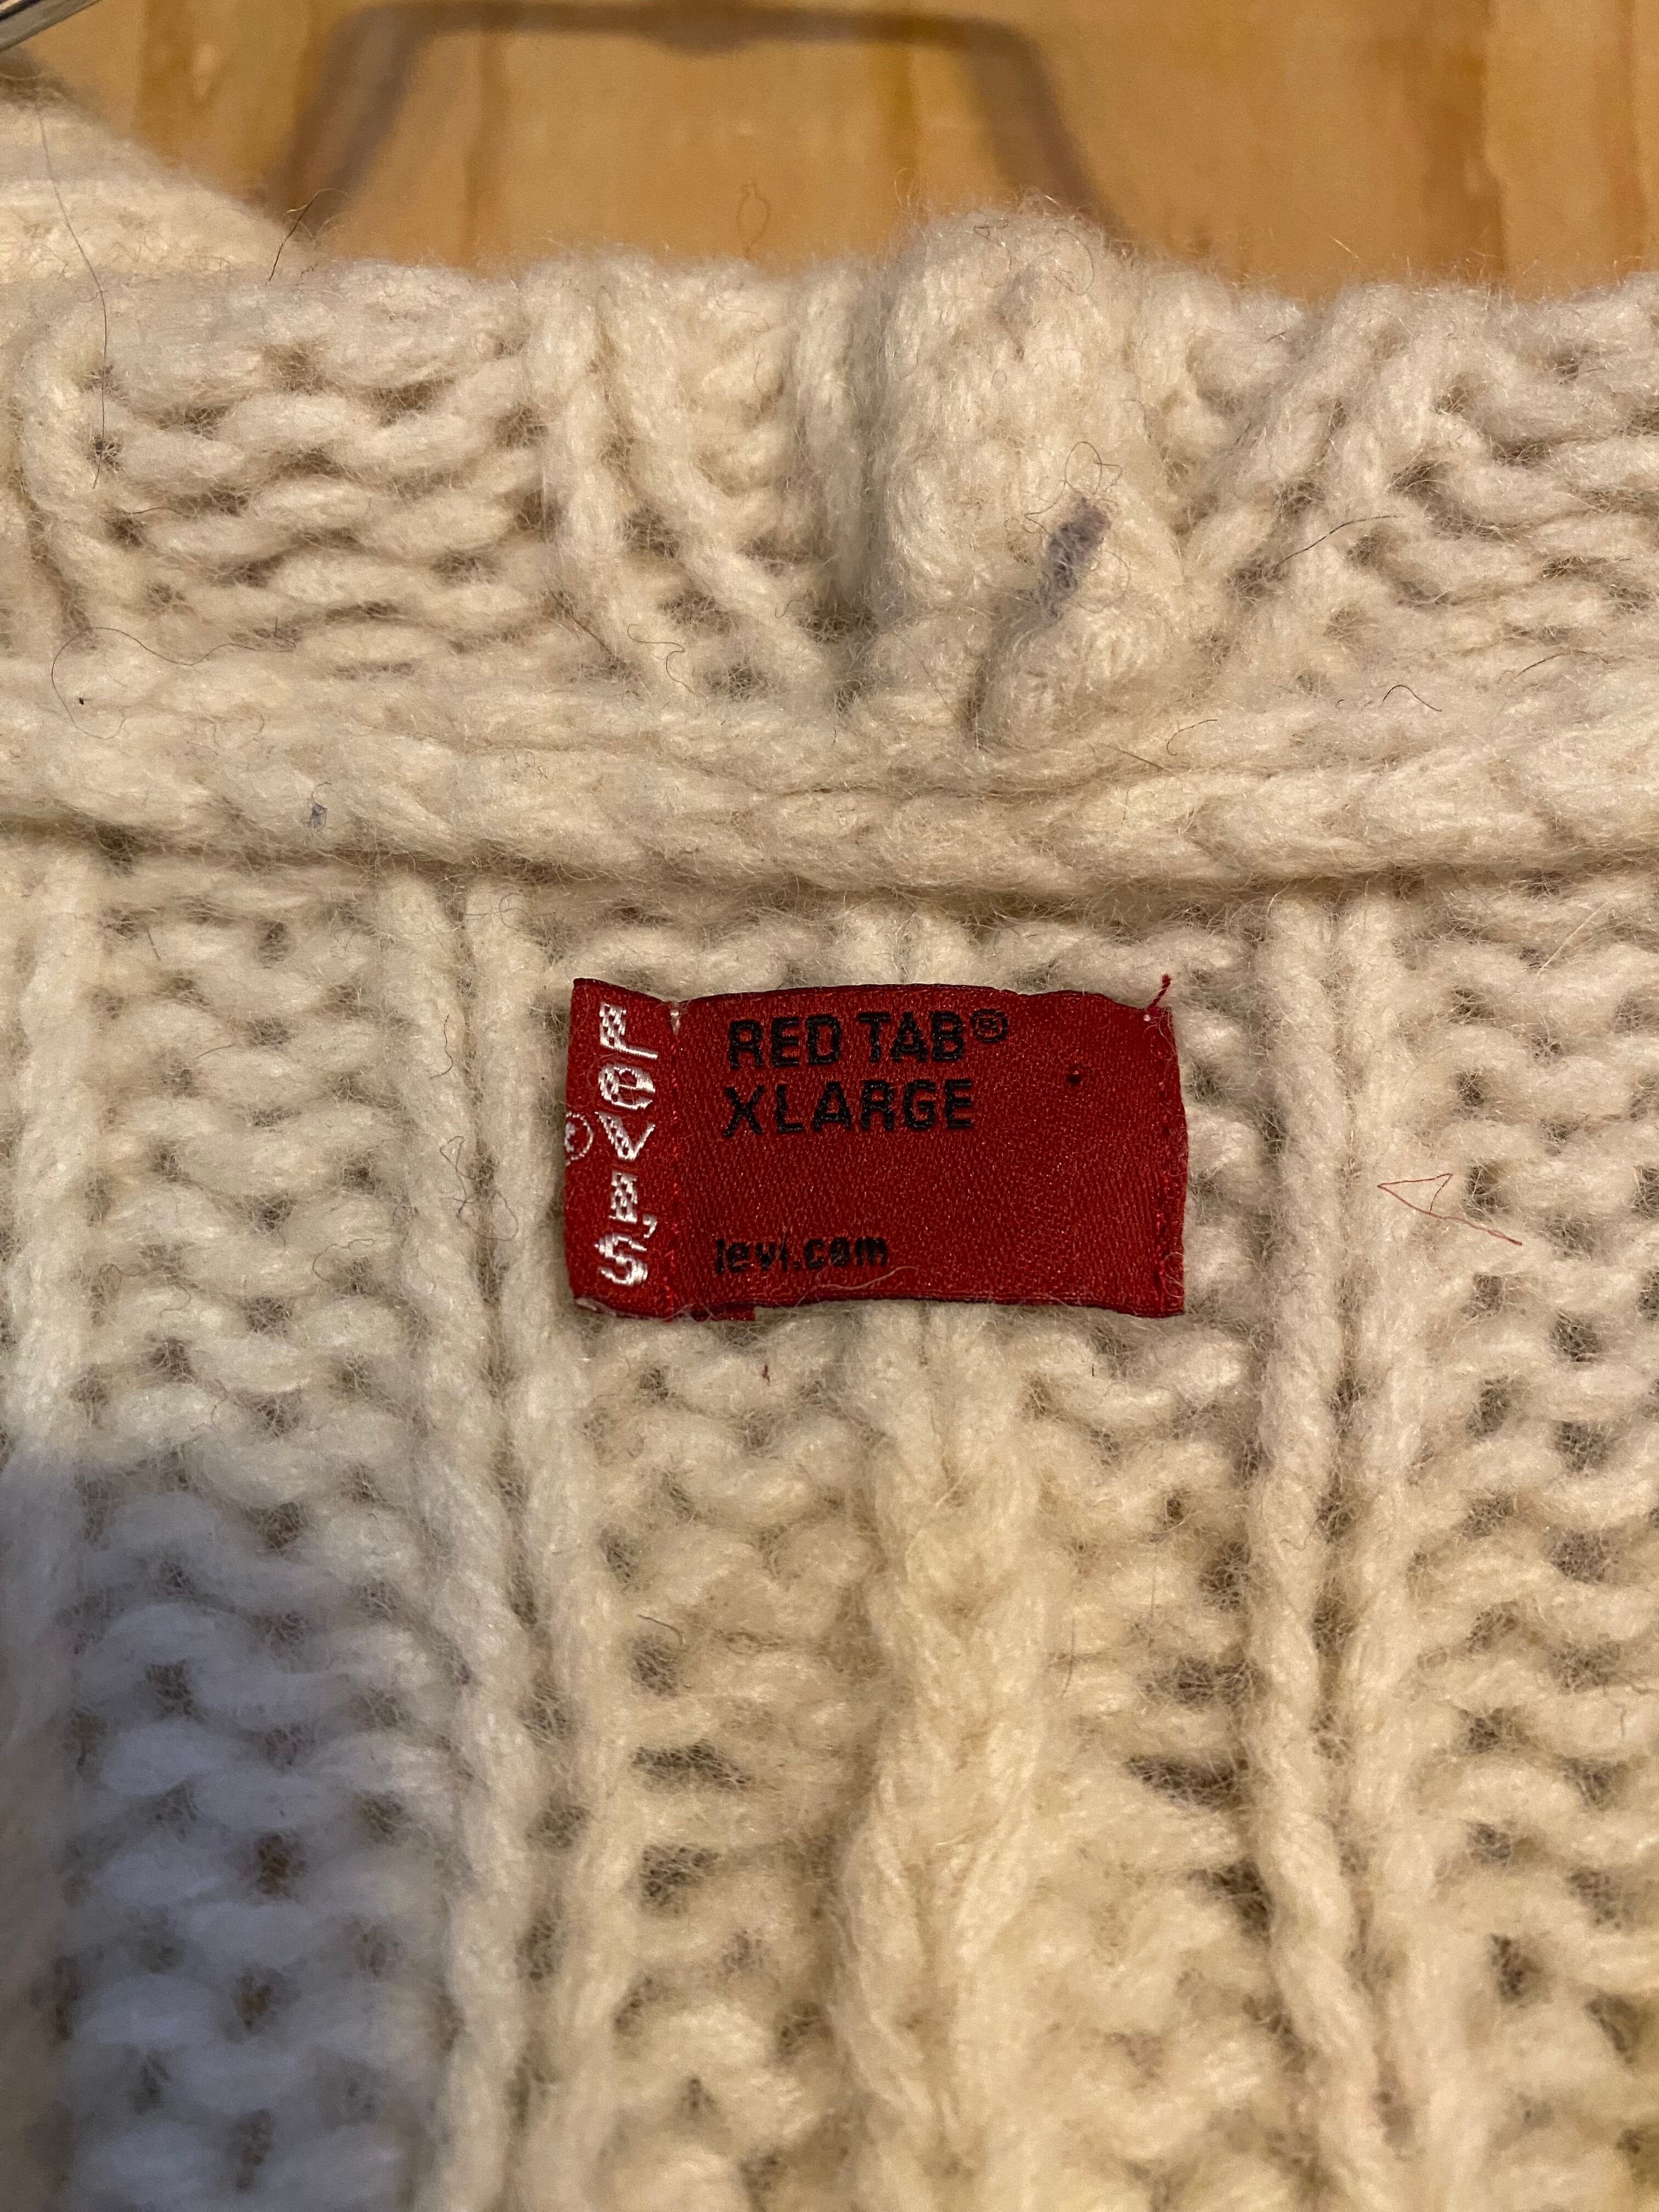 Levi's
®
RED TAB®
XLARGE
levi.com